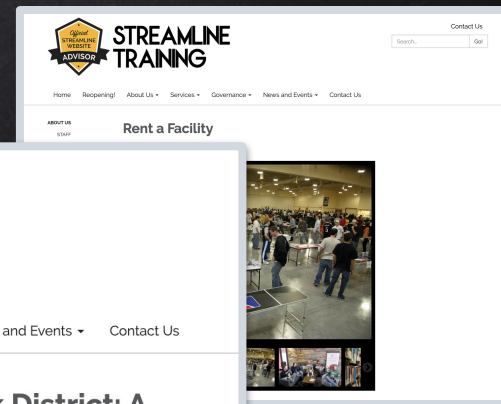 Official
STREAMLINE
WEBSITE
ADVISOR
STREAMLINE
TRAINING
Contact Us
Search...
Go!
Home Reopening! About Us Services Governance News and Events Contact Us
ABOUT US
STAFF
Rent a Facility
and Events Contact Us
District: A